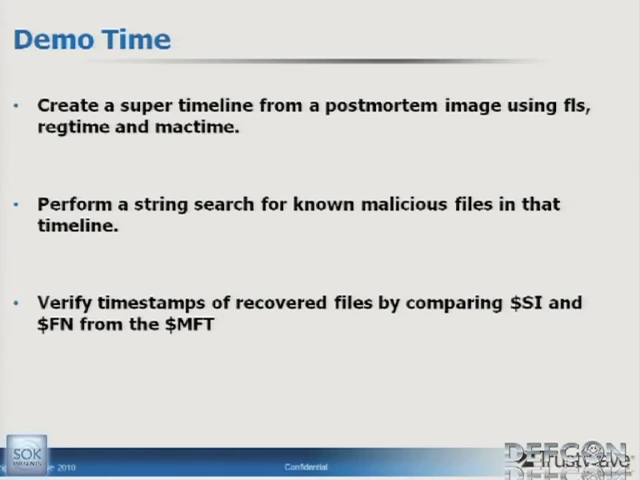 Demo Time
• Create a super timeline from a postmortem image using fls,
regtime and mactime.
• Perform a string search for known malicious files in that
timeline.
• Verify timestamps of recovered files by comparing $SI and
$FN from the $MFT
SOK
2010
Confidential
DEFCON
Trustwave